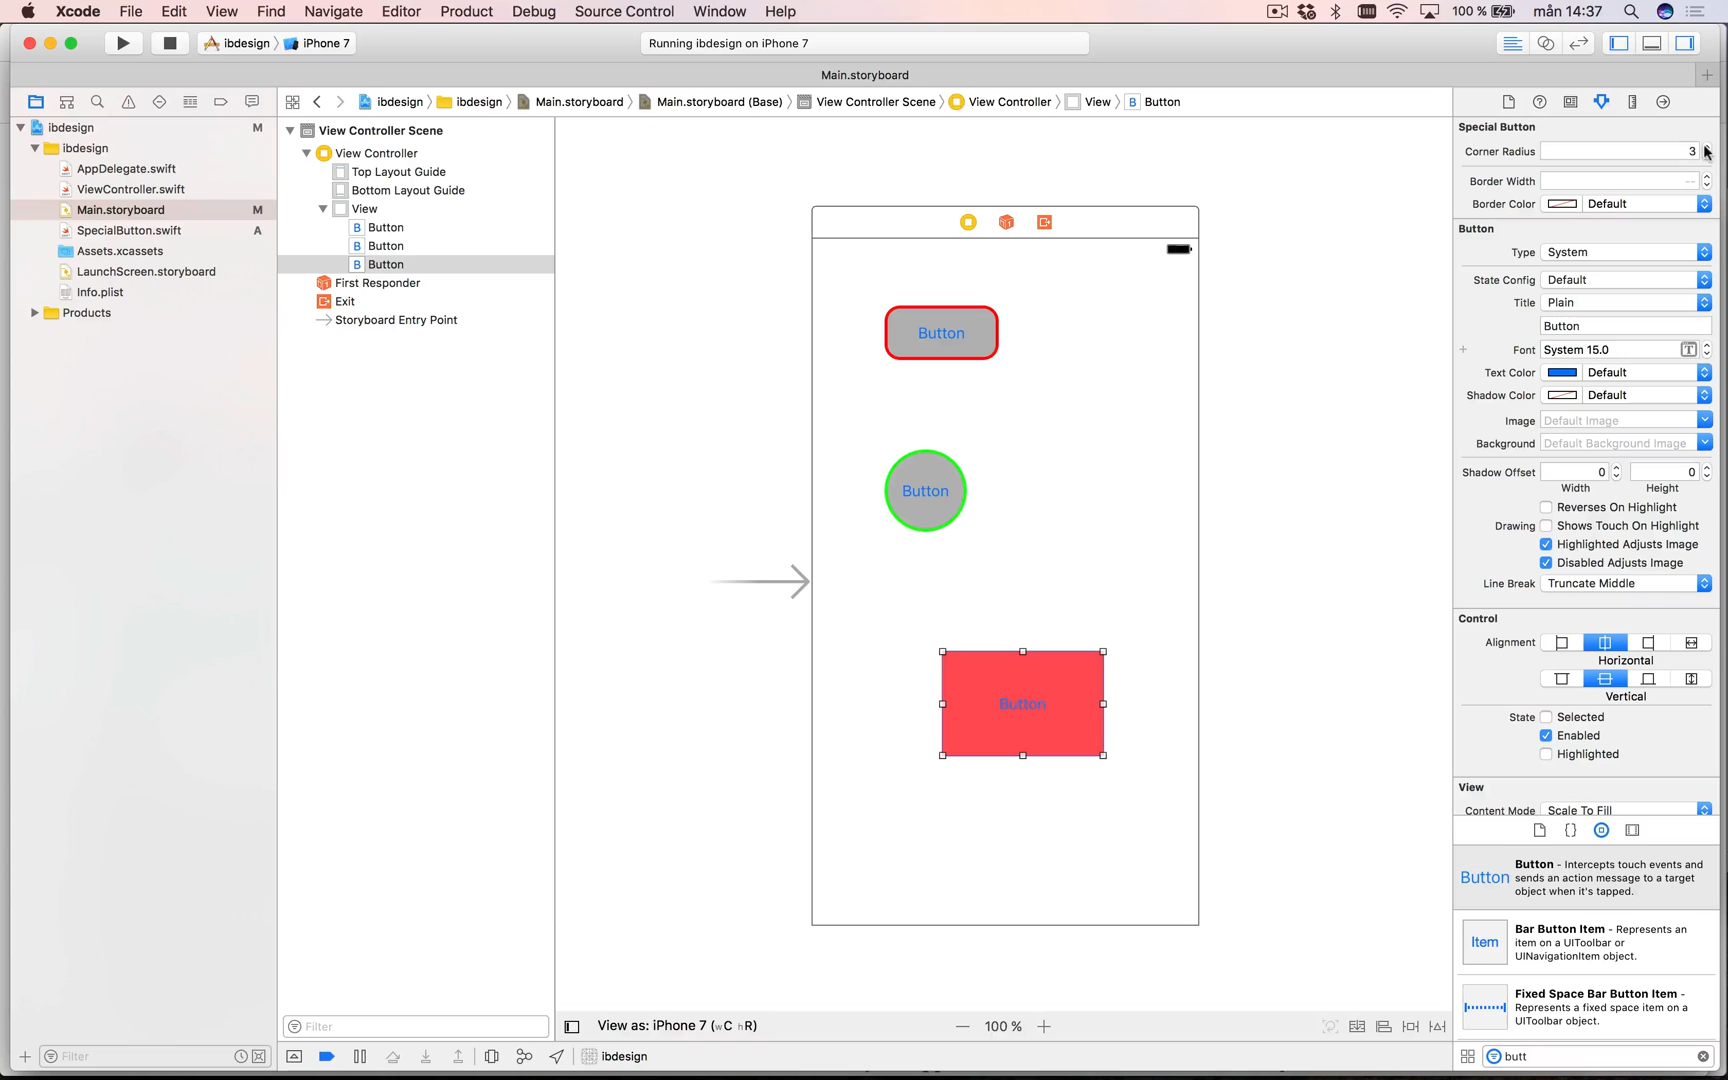 Xcode File Edit View Find Navigate Editor Product Debug Source Control Window Help 100 % mån 14:37
ibdesign iPhone 7 Running ibdesign on iPhone 7
Main.storyboard
ibdesign ibdesign Main.storyboard Main.storyboard (Base) View Controller Scene View Controller View B Button
ibdesign M
ibdesign
AppDelegate.swift
ViewController.swift
Main.storyboard M
SpecialButton.swift A
Assets.xcassets
LaunchScreen.storyboard
Info.plist
Products
Filter
View Controller Scene
View Controller
Top Layout Guide
Bottom Layout Guide
View
B Button
B Button
B Button
First Responder
Exit
Storyboard Entry Point
Filter
Button
Button
Button
View as: iPhone 7 (wC hR) 100 %
ibdesign
Special Button
Corner Radius 3
Border Width --
Border Color Default
Button
Type System
State Config Default
Title Plain
Button
Font System 15.0 T
Text Color Default
Shadow Color Default
Image Default Image
Background Default Background Image
Shadow Offset 0 0
Width Height
Reverses On Highlight
Drawing Shows Touch On Highlight
Highlighted Adjusts Image
Disabled Adjusts Image
Line Break Truncate Middle
Control
Alignment
Horizontal
Vertical
State Selected
Enabled
Highlighted
View
Content Mode Scale To Fill
Button
Button - Intercepts touch events and
sends an action message to a target
object when it's tapped.
Item
Bar Button Item - Represents an
item on a UIToolbar or
UINavigationItem object.
Fixed Space Bar Button Item -
Represents a fixed space item on a
UIToolbar object.
butt